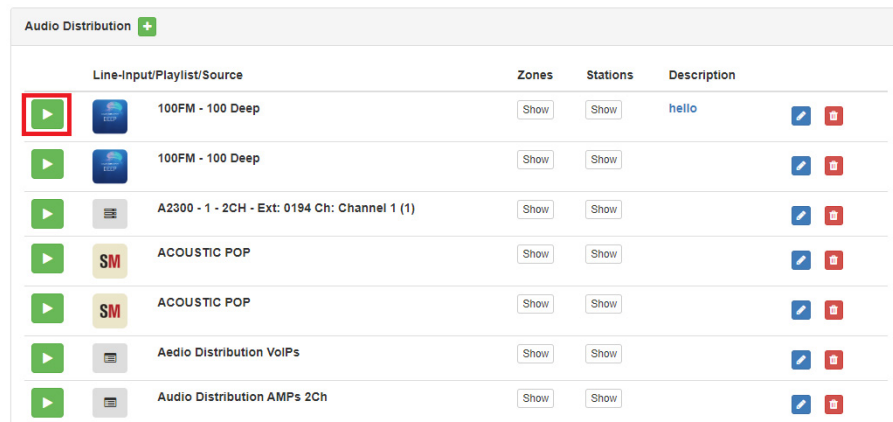 Audio Distribution
Line-Input/Playlist/Source Zones Stations Description
100FM - 100 Deep Show Show hello
DEEP
100FM - 100 Deep Show Show
DEEP
A2300 - 1 - 2CH - Ext: 0194 Ch: Channel 1 (1) Show Show
SM ACOUSTIC POP Show Show
SM ACOUSTIC POP Show Show
Aedio Distribution VoIPs Show Show
Audio Distribution AMPs 2Ch Show Show